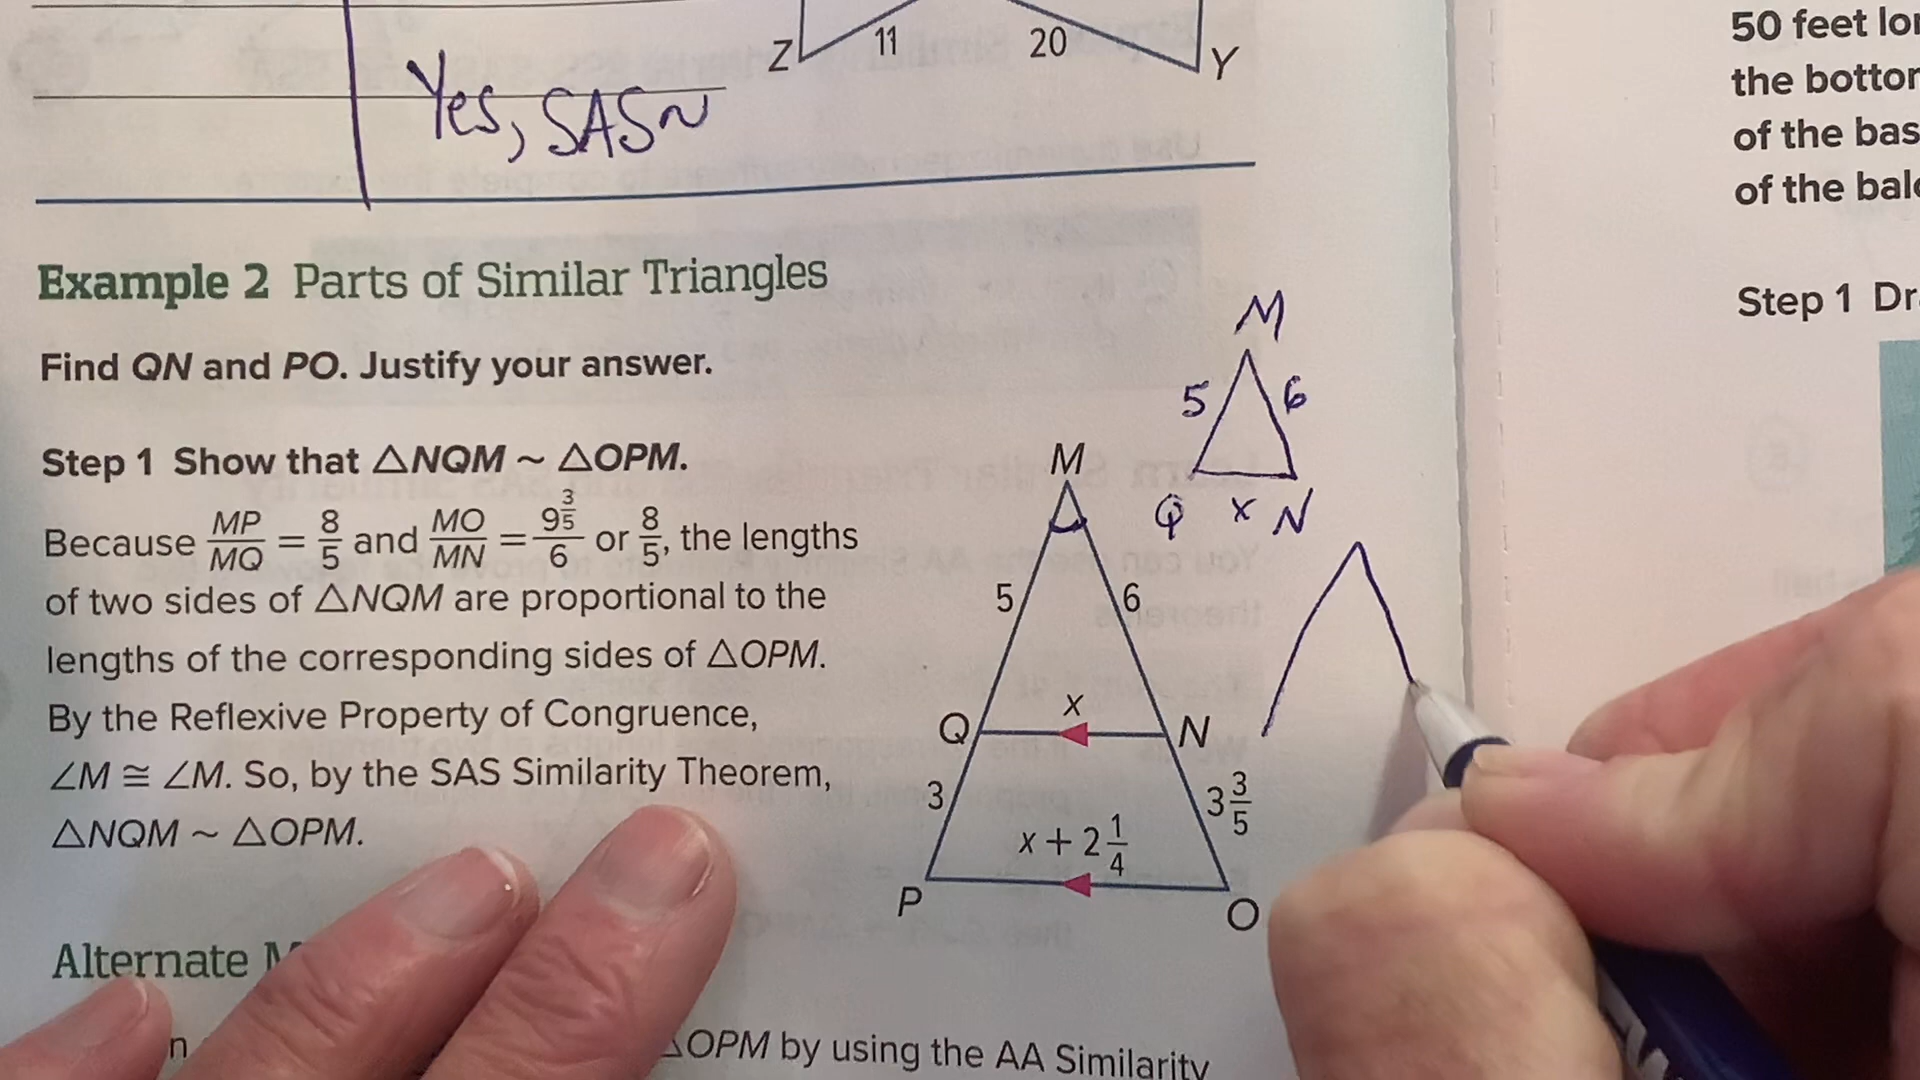 Z 11 20 Y
Yes, SAS~
Example 2 Parts of Similar Triangles
Find QN and PO. Justify your answer.
Step 1 Show that △NQM ~ △OPM.
Because MP/MQ = 8/5 and MO/MN = 9 3/5 / 6 or 8/5, the lengths
of two sides of △NQM are proportional to the
lengths of the corresponding sides of △OPM.
By the Reflexive Property of Congruence,
∠M ≅ ∠M. So, by the SAS Similarity Theorem,
△NQM ~ △OPM.
Alternate
△OPM by using the AA Similarity
M
5 6
Q x N
M
5 6
Q x N
3 3 3/5
x + 2 1/4
P O
50 feet
the
of the
of the
Step 1